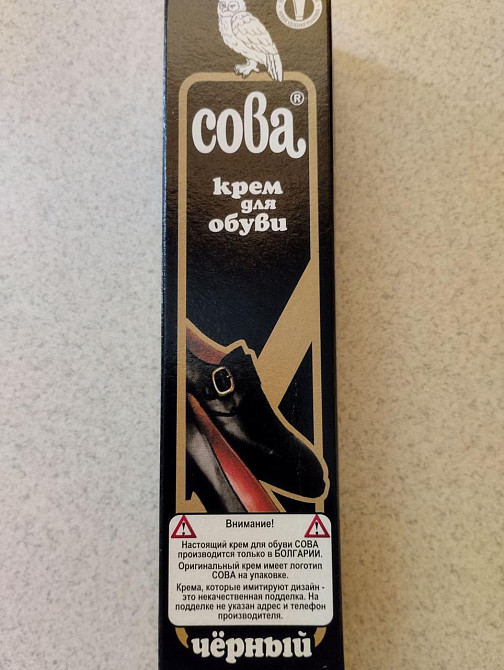 сова®
крем
для
обуви
Внимание!
Настоящий крем для обуви СОВА
производится только в БОЛГАРИИ.
Оригинальный крем имеет логотип
СОВА на упаковке.
Крема, которые имитируют дизайн -
это некачественная подделка. На
подделке не указан адрес и телефон
производителя.
чёрный